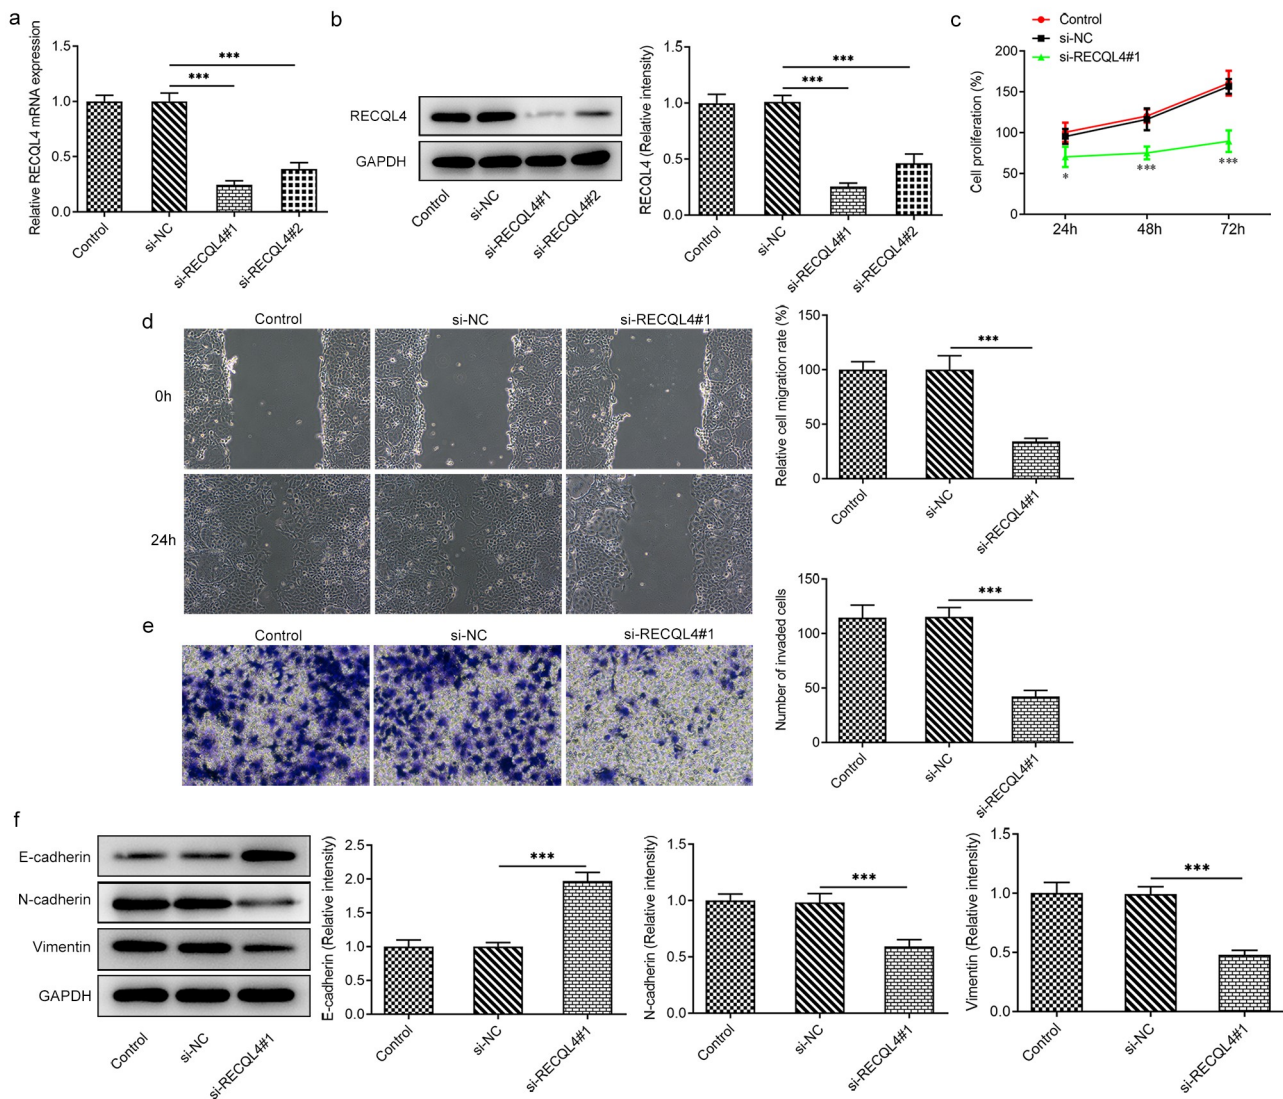 a
Relative RECQL4 mRNA expression
1.5
1.0
0.5
0.0
***
***
Control
si-NC
si-RECQL4#1
si-RECQL4#2
b
RECQL4
GAPDH
Control
si-NC
si-RECQL4#1
si-RECQL4#2
RECQL4 (Relative intensity)
1.5
1.0
0.5
0.0
***
***
Control
si-NC
si-RECQL4#1
si-RECQL4#2
c
Control
si-NC
si-RECQL4#1
Cell proliferation (%)
200
150
100
50
0
*
***
***
24h
48h
72h
d
Control
si-NC
si-RECQL4#1
0h
24h
Relative cell migration rate (%)
150
100
50
0
***
Control
si-NC
si-RECQL4#1
e
Control
si-NC
si-RECQL4#1
Number of invaded cells
150
100
50
0
***
Control
si-NC
si-RECQL4#1
f
E-cadherin
N-cadherin
Vimentin
GAPDH
Control
si-NC
si-RECQL4#1
E-cadherin (Relative intensity)
2.5
2.0
1.5
1.0
0.5
0.0
***
Control
si-NC
si-RECQL4#1
N-cadherin (Relative intensity)
1.5
1.0
0.5
0.0
***
Control
si-NC
si-RECQL4#1
Vimentin (Relative intensity)
1.5
1.0
0.5
0.0
***
Control
si-NC
si-RECQL4#1